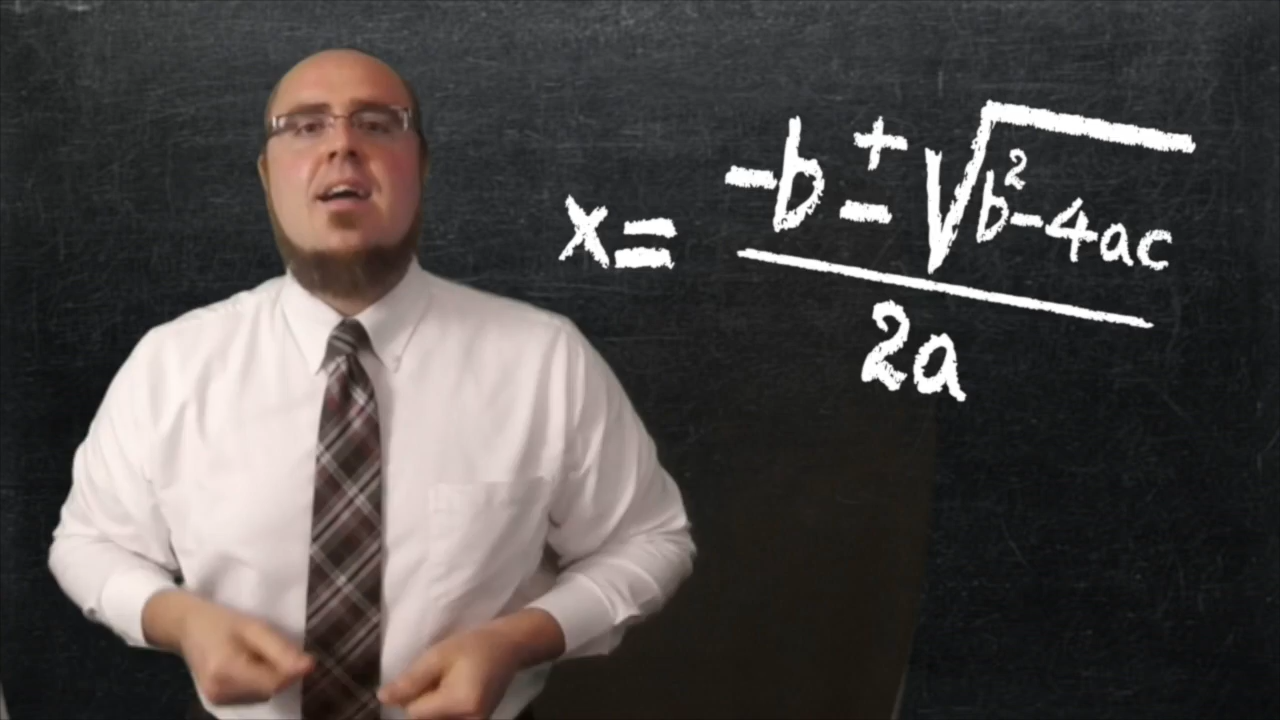 x = (-b ± √(b² - 4ac)) / 2a